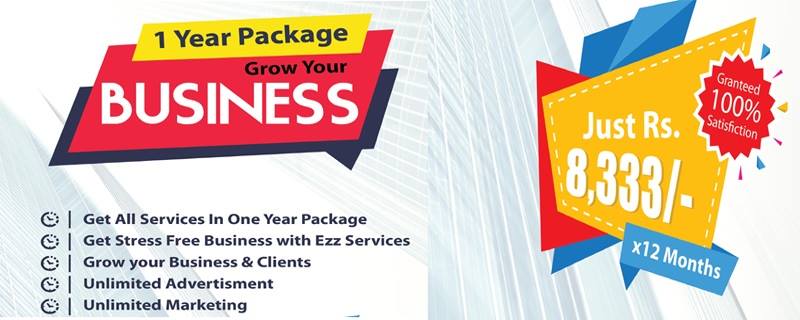 1 Year Package
Grow Your
BUSINESS
Get All Services In One Year Package
Get Stress Free Business with Ezz Services
Grow your Business & Clients
Unlimited Advertisment
Unlimited Marketing
Just Rs.
8,333/-
x12 Months
Granteed
100%
Satisfiction